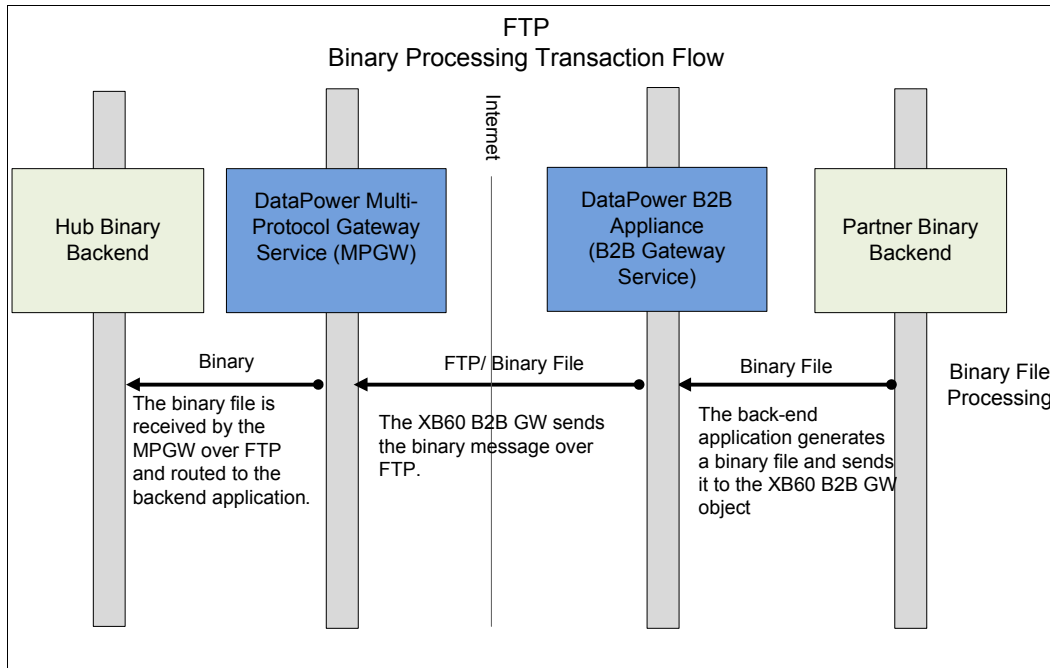 FTP
Binary Processing Transaction Flow
Internet
Hub Binary
Backend
DataPower Multi-
Protocol Gateway
Service (MPGW)
DataPower B2B
Appliance
(B2B Gateway
Service)
Partner Binary
Backend
Binary
The binary file is
received by the
MPGW over FTP
and routed to the
backend application.
FTP/ Binary File
The XB60 B2B GW sends
the binary message over
FTP.
Binary File
The back-end
application generates
a binary file and sends
it to the XB60 B2B GW
object
Binary File
Processing